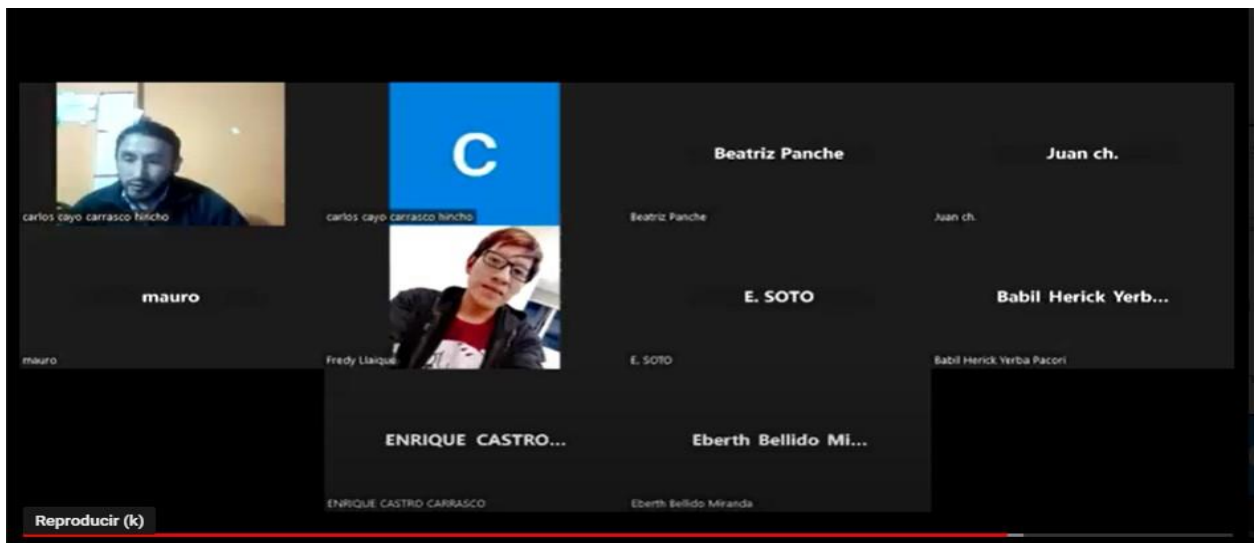 carlos cayo carrasco hincho
C
carlos cayo carrasco hincho
Beatriz Panche
Beatriz Panche
Juan ch.
Juan ch.
mauro
mauro
Fredy Llaique
E. SOTO
E. SOTO
Babil Herick Yerb...
Babil Herick Yerba Pacori
ENRIQUE CASTRO...
ENRIQUE CASTRO CARRASCO
Eberth Bellido Mi...
Eberth Bellido Miranda
Reproducir (k)